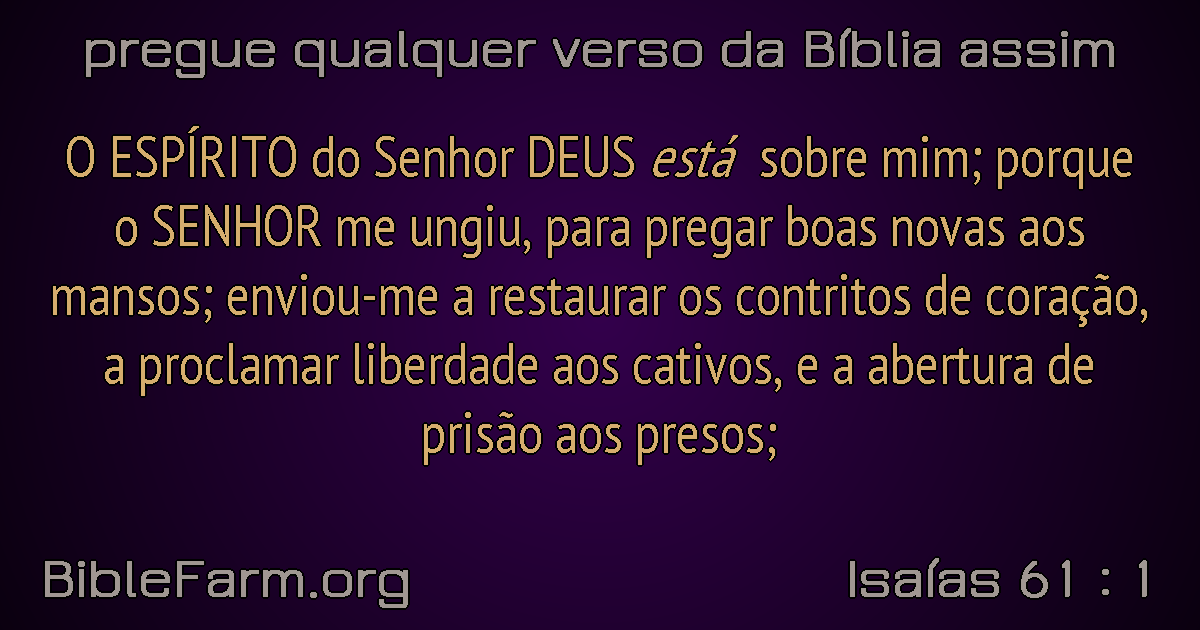 pregue qualquer verso da Bíblia assim
O ESPÍRITO do Senhor DEUS está sobre mim; porque
o SENHOR me ungiu, para pregar boas novas aos
mansos; enviou-me a restaurar os contritos de coração,
a proclamar liberdade aos cativos, e a abertura de
prisão aos presos;
BibleFarm.org
Isaías 61 : 1